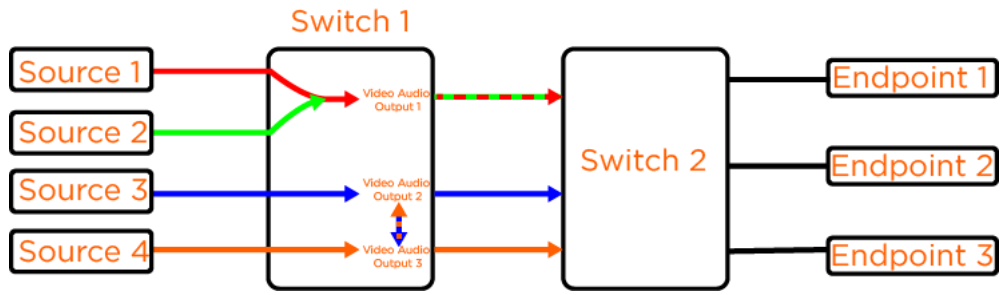 Switch 1
Source 1
Source 2
Source 3
Source 4
Video Audio
Output 1
Video Audio
Output 2
Video Audio
Output 3
Switch 2
Endpoint 1
Endpoint 2
Endpoint 3